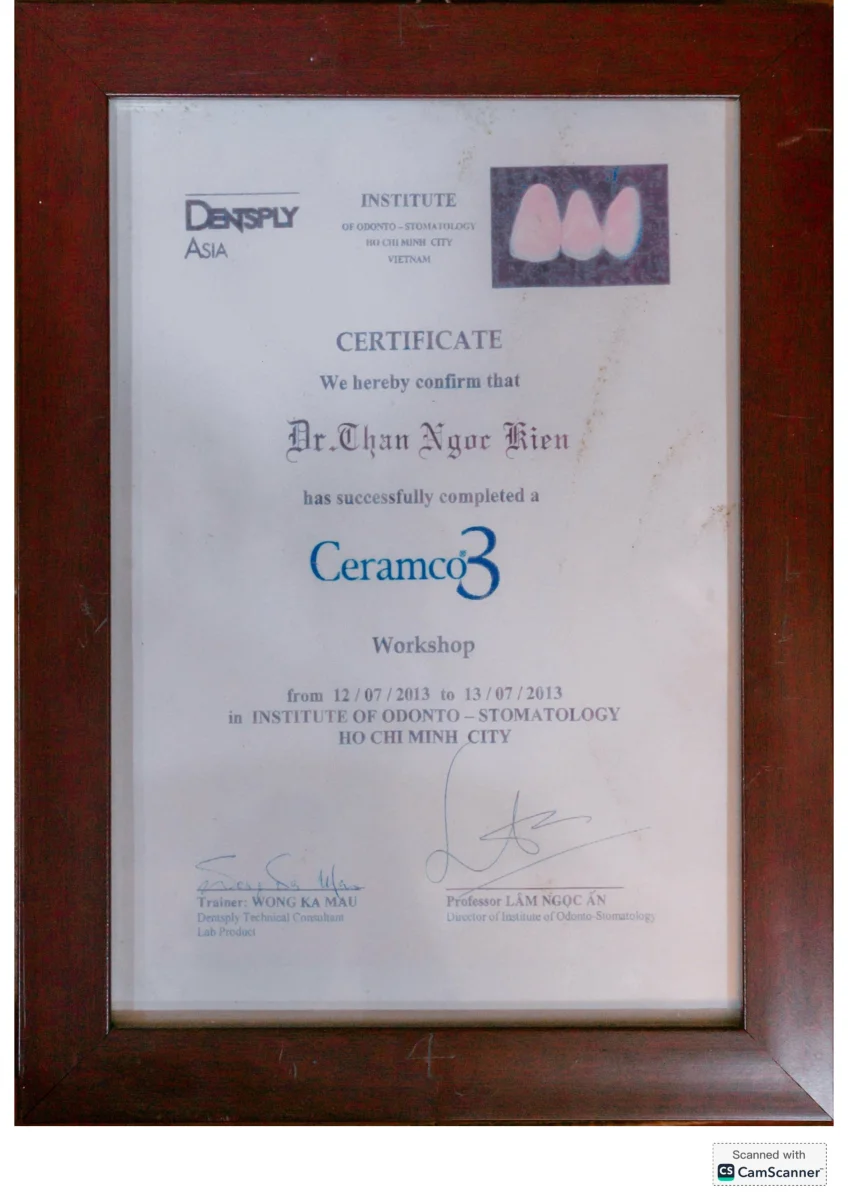 DENTSPLY
ASIA
INSTITUTE
OF ODONTO – STOMATOLOGY
HO CHI MINH CITY
VIETNAM
CERTIFICATE
We hereby confirm that
Dr.Than Ngoc Kien
has successfully completed a
Ceramco®3
Workshop
from 12 / 07 / 2013 to 13 / 07 / 2013
in INSTITUTE OF ODONTO – STOMATOLOGY
HO CHI MINH CITY
Trainer: WONG KA MAU
Dentsply Technical Consultant
Lab Product
Professor LÂM NGỌC ẤN
Director of Institute of Odonto-Stomatology
Scanned with
CS CamScanner